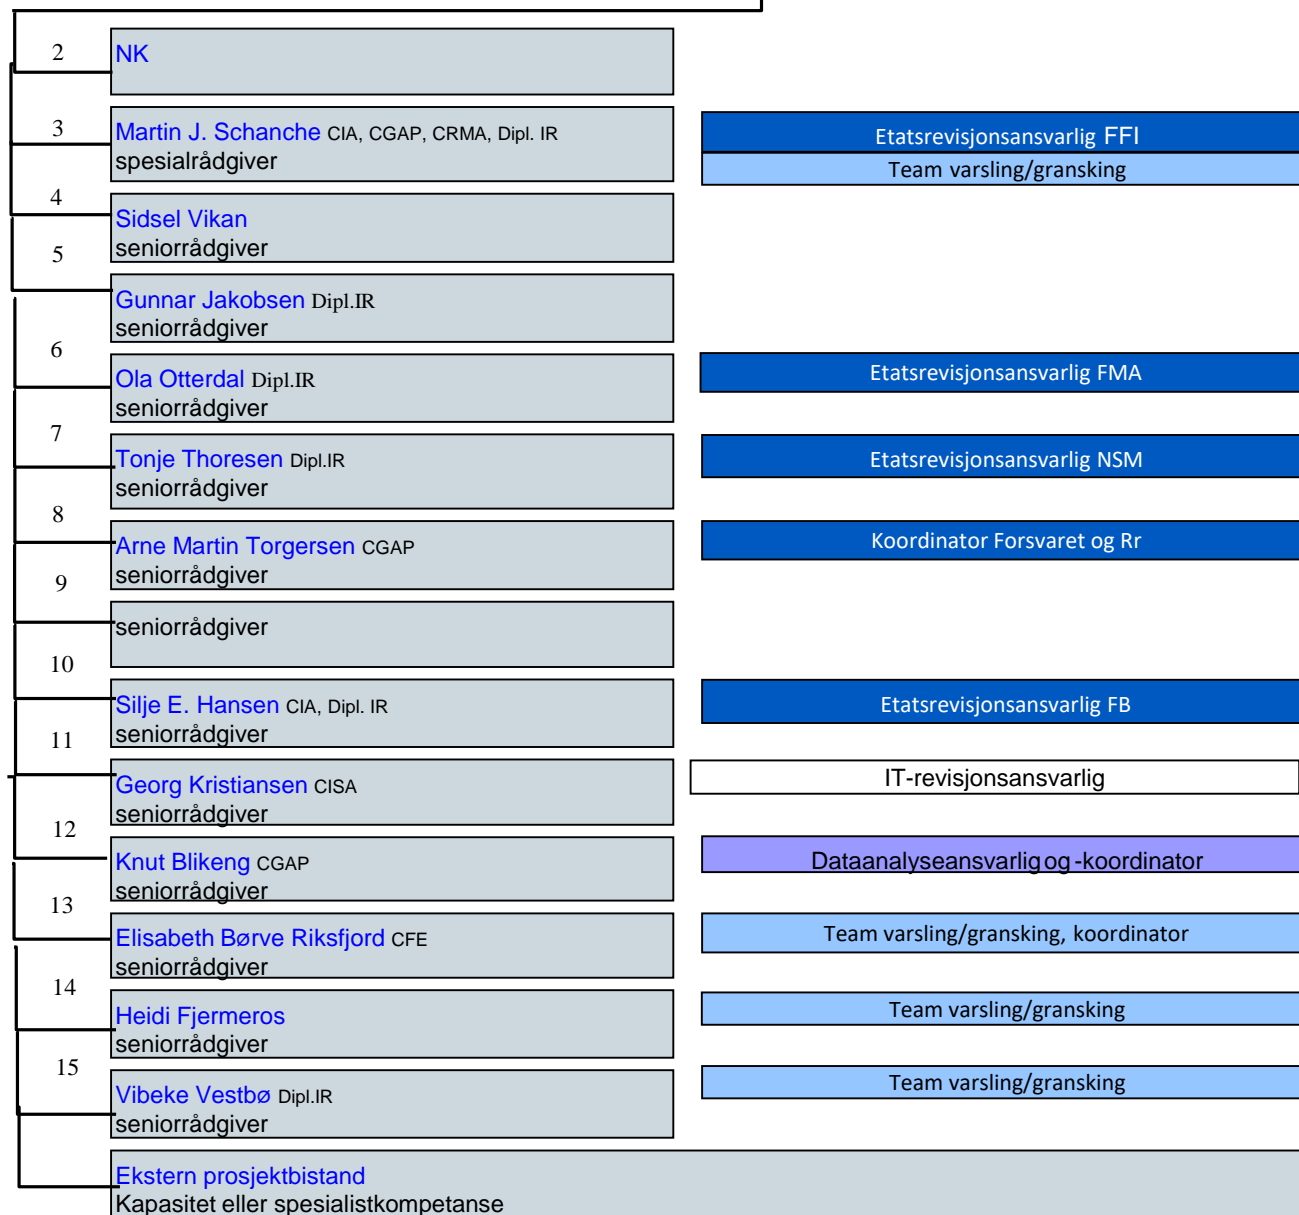 2
NK
3
Martin J. Schanche CIA, CGAP, CRMA, Dipl. IR
spesialrådgiver
Etatsrevisjonsansvarlig FFI
Team varsling/gransking
4
Sidsel Vikan
seniorrådgiver
5
Gunnar Jakobsen Dipl.IR
seniorrådgiver
6
Ola Otterdal Dipl.IR
seniorrådgiver
Etatsrevisjonsansvarlig FMA
7
Tonje Thoresen Dipl.IR
seniorrådgiver
Etatsrevisjonsansvarlig NSM
8
Arne Martin Torgersen CGAP
seniorrådgiver
Koordinator Forsvaret og Rr
9
seniorrådgiver
10
Silje E. Hansen CIA, Dipl. IR
seniorrådgiver
Etatsrevisjonsansvarlig FB
11
Georg Kristiansen CISA
seniorrådgiver
IT-revisjonsansvarlig
12
Knut Blikeng CGAP
seniorrådgiver
Dataanalyseansvarlig og -koordinator
13
Elisabeth Børve Riksfjord CFE
seniorrådgiver
Team varsling/gransking, koordinator
14
Heidi Fjermeros
seniorrådgiver
Team varsling/gransking
15
Vibeke Vestbø Dipl.IR
seniorrådgiver
Team varsling/gransking
Ekstern prosjektbistand
Kapasitet eller spesialistkompetanse